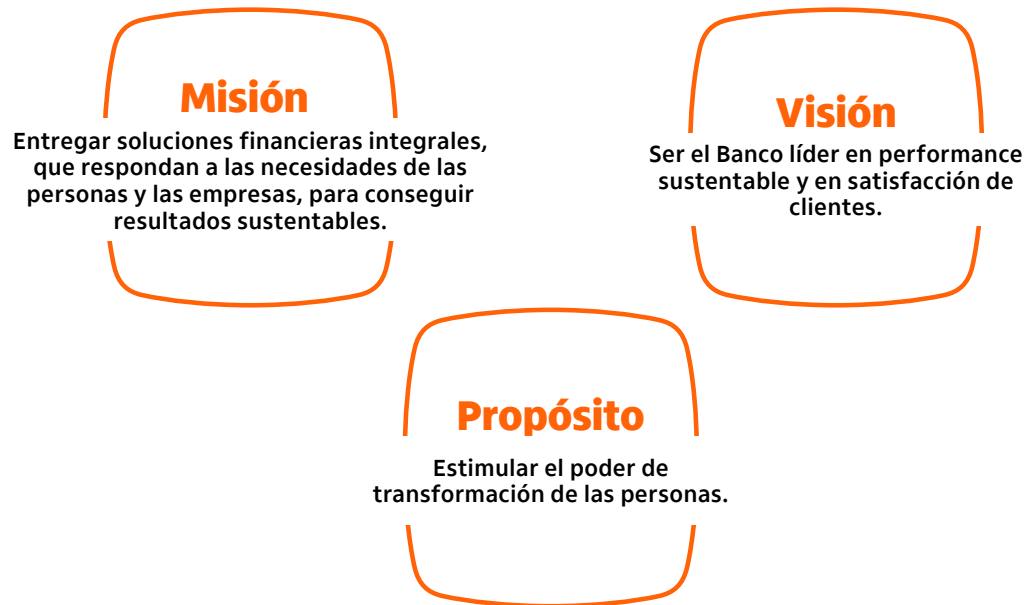 Misión
Entregar soluciones financieras integrales,
que respondan a las necesidades de las
personas y las empresas, para conseguir
resultados sustentables.
Visión
Ser el Banco líder en performance
sustentable y en satisfacción de
clientes.
Propósito
Estimular el poder de
transformación de las personas.